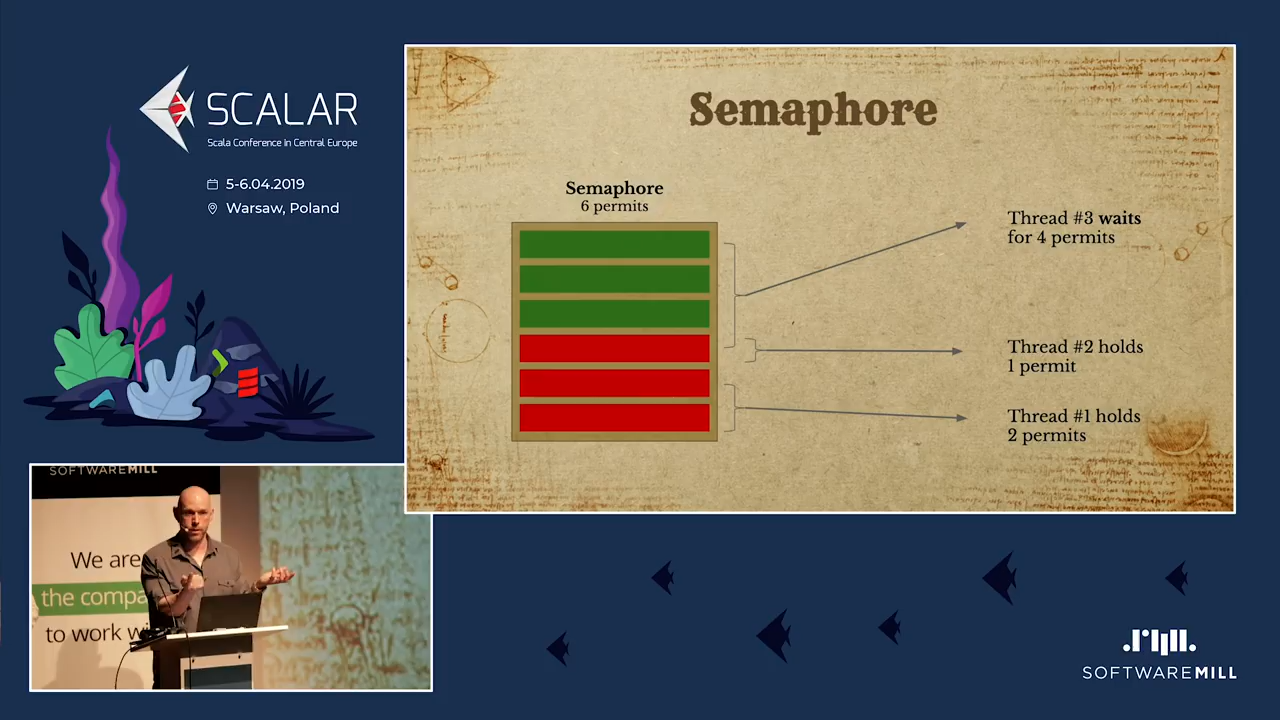 SCALAR
Scala Conference in Central Europe
5-6.04.2019
Warsaw, Poland
Semaphore
Semaphore
6 permits
Thread #3 waits
for 4 permits
Thread #2 holds
1 permit
Thread #1 holds
2 permits
SOFTWAREMILL
We are
the compa
to work w
SOFTWAREMILL